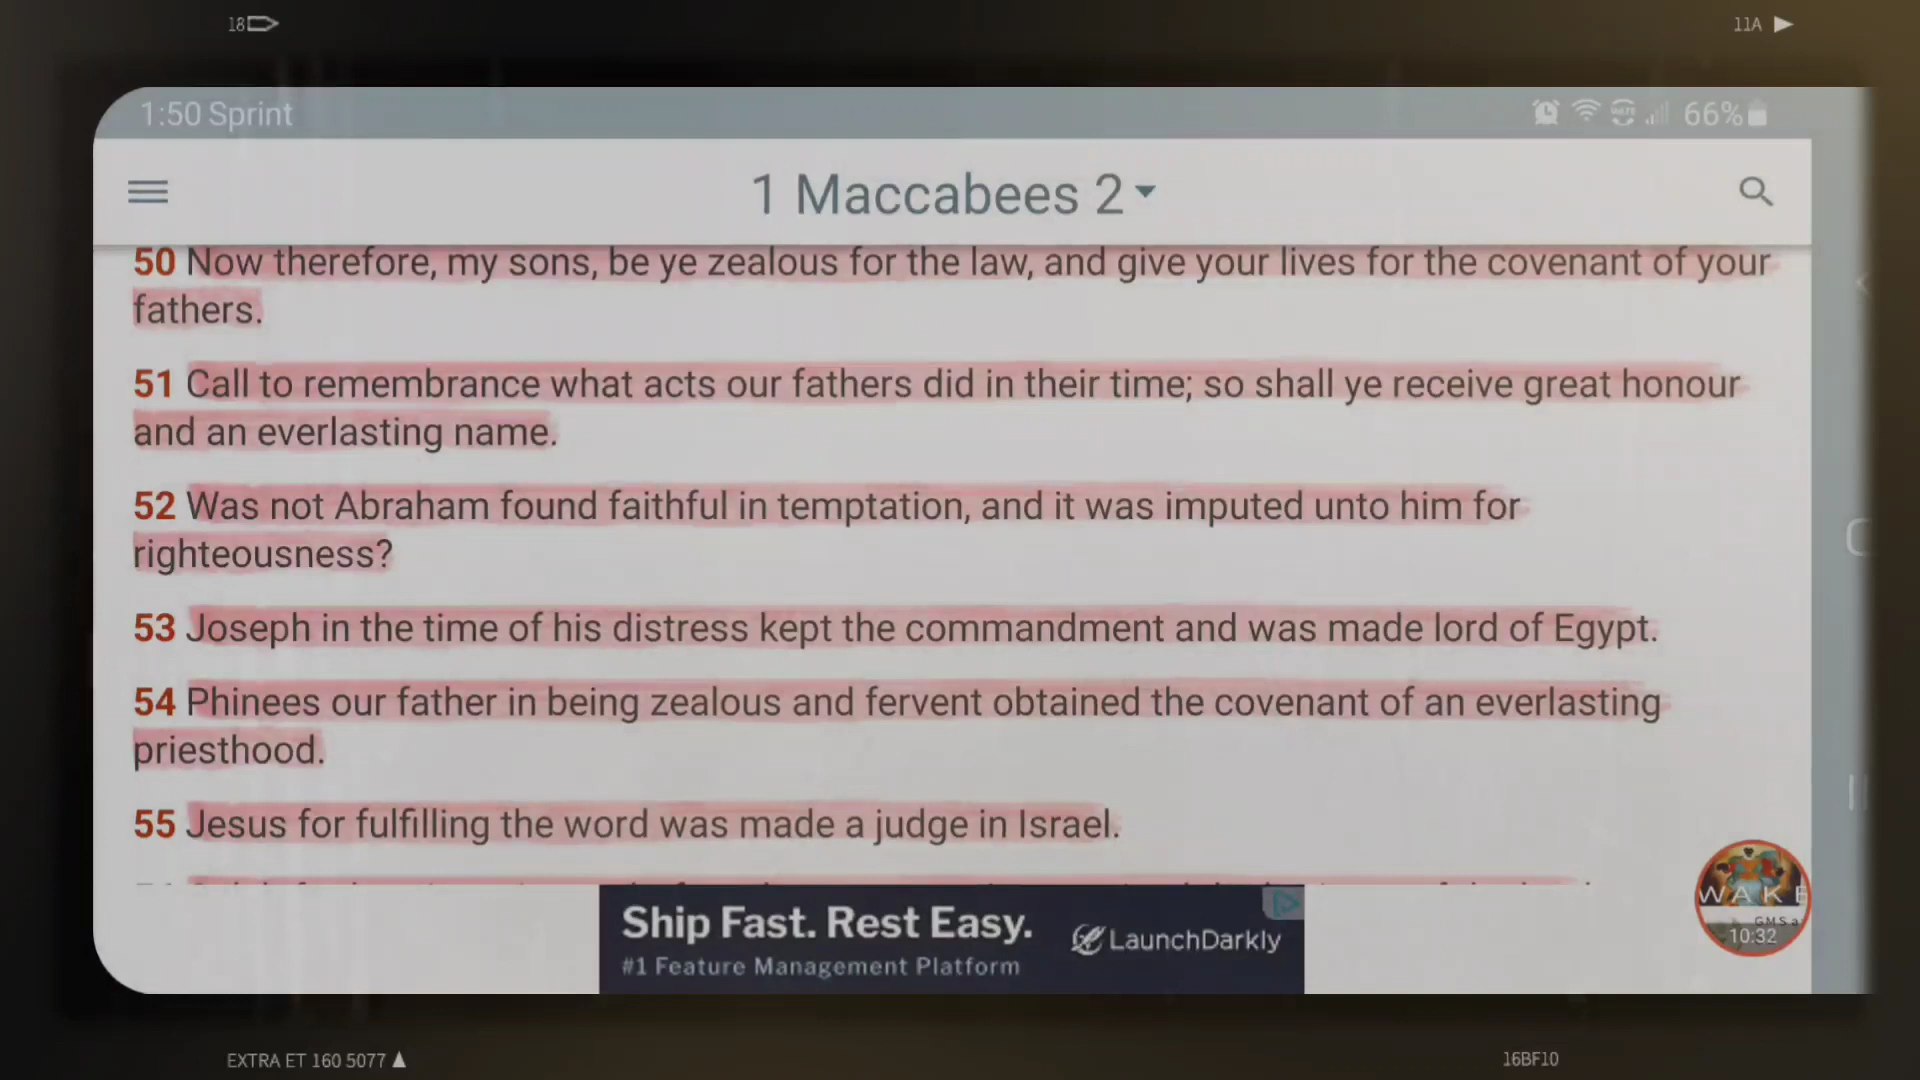 18
11A
1:50 Sprint
66%
1 Maccabees 2
50 Now therefore, my sons, be ye zealous for the law, and give your lives for the covenant of your
fathers.
51 Call to remembrance what acts our fathers did in their time; so shall ye receive great honour
and an everlasting name.
52 Was not Abraham found faithful in temptation, and it was imputed unto him for
righteousness?
53 Joseph in the time of his distress kept the commandment and was made lord of Egypt.
54 Phinees our father in being zealous and fervent obtained the covenant of an everlasting
priesthood.
55 Jesus for fulfilling the word was made a judge in Israel.
WAKE
GMS a
10:32
Ship Fast. Rest Easy.
#1 Feature Management Platform
LaunchDarkly
EXTRA ET 160 5077
16BF10